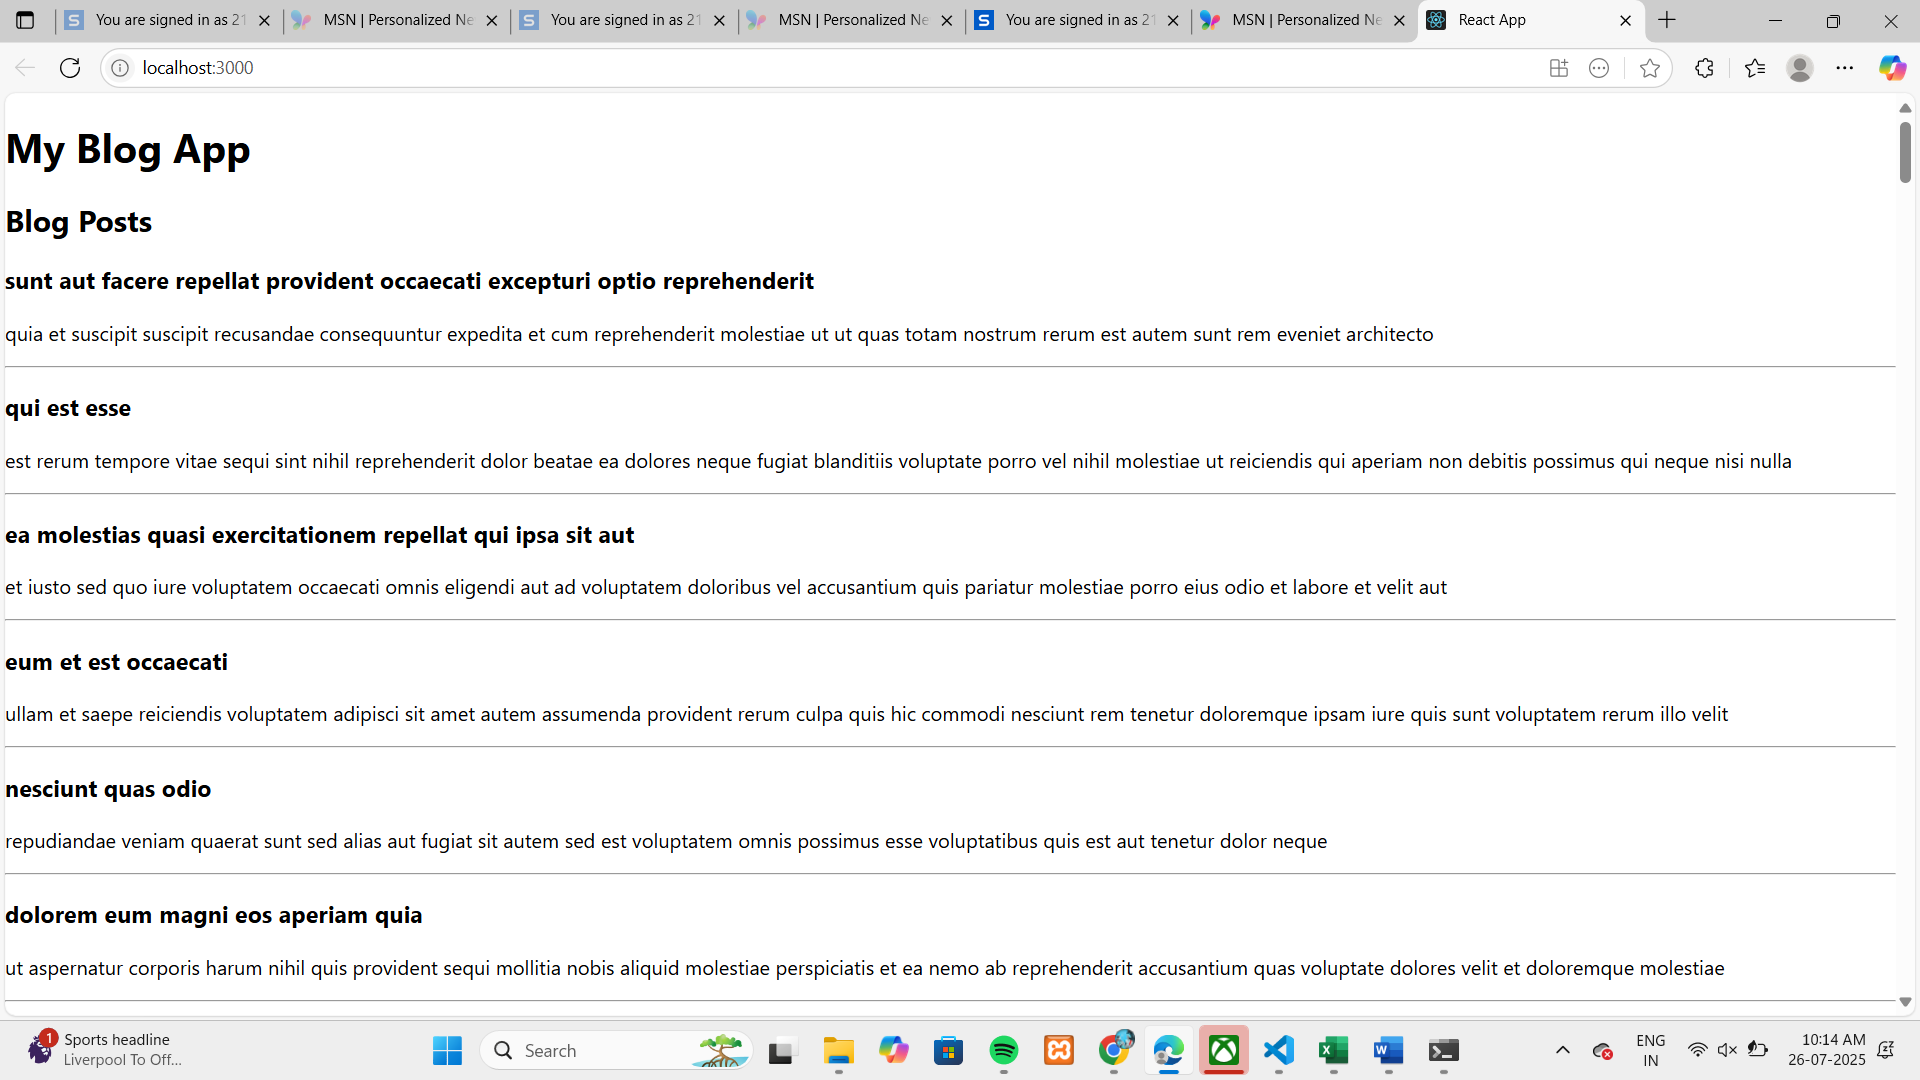 You are signed in as 21
MSN | Personalized Ne
You are signed in as 21
MSN | Personalized Ne
You are signed in as 21
MSN | Personalized Ne
React App
localhost:3000
My Blog App
Blog Posts
sunt aut facere repellat provident occaecati excepturi optio reprehenderit
quia et suscipit suscipit recusandae consequuntur expedita et cum reprehenderit molestiae ut ut quas totam nostrum rerum est autem sunt rem eveniet architecto
qui est esse
est rerum tempore vitae sequi sint nihil reprehenderit dolor beatae ea dolores neque fugiat blanditiis voluptate porro vel nihil molestiae ut reiciendis qui aperiam non debitis possimus qui neque nisi nulla
ea molestias quasi exercitationem repellat qui ipsa sit aut
et iusto sed quo iure voluptatem occaecati omnis eligendi aut ad voluptatem doloribus vel accusantium quis pariatur molestiae porro eius odio et labore et velit aut
eum et est occaecati
ullam et saepe reiciendis voluptatem adipisci sit amet autem assumenda provident rerum culpa quis hic commodi nesciunt rem tenetur doloremque ipsam iure quis sunt voluptatem rerum illo velit
nesciunt quas odio
repudiandae veniam quaerat sunt sed alias aut fugiat sit autem sed est voluptatem omnis possimus esse voluptatibus quis est aut tenetur dolor neque
dolorem eum magni eos aperiam quia
ut aspernatur corporis harum nihil quis provident sequi mollitia nobis aliquid molestiae perspiciatis et ea nemo ab reprehenderit accusantium quas voluptate dolores velit et doloremque molestiae
1
Sports headline
Liverpool To Off...
Search
ENG
IN
10:14 AM
26-07-2025